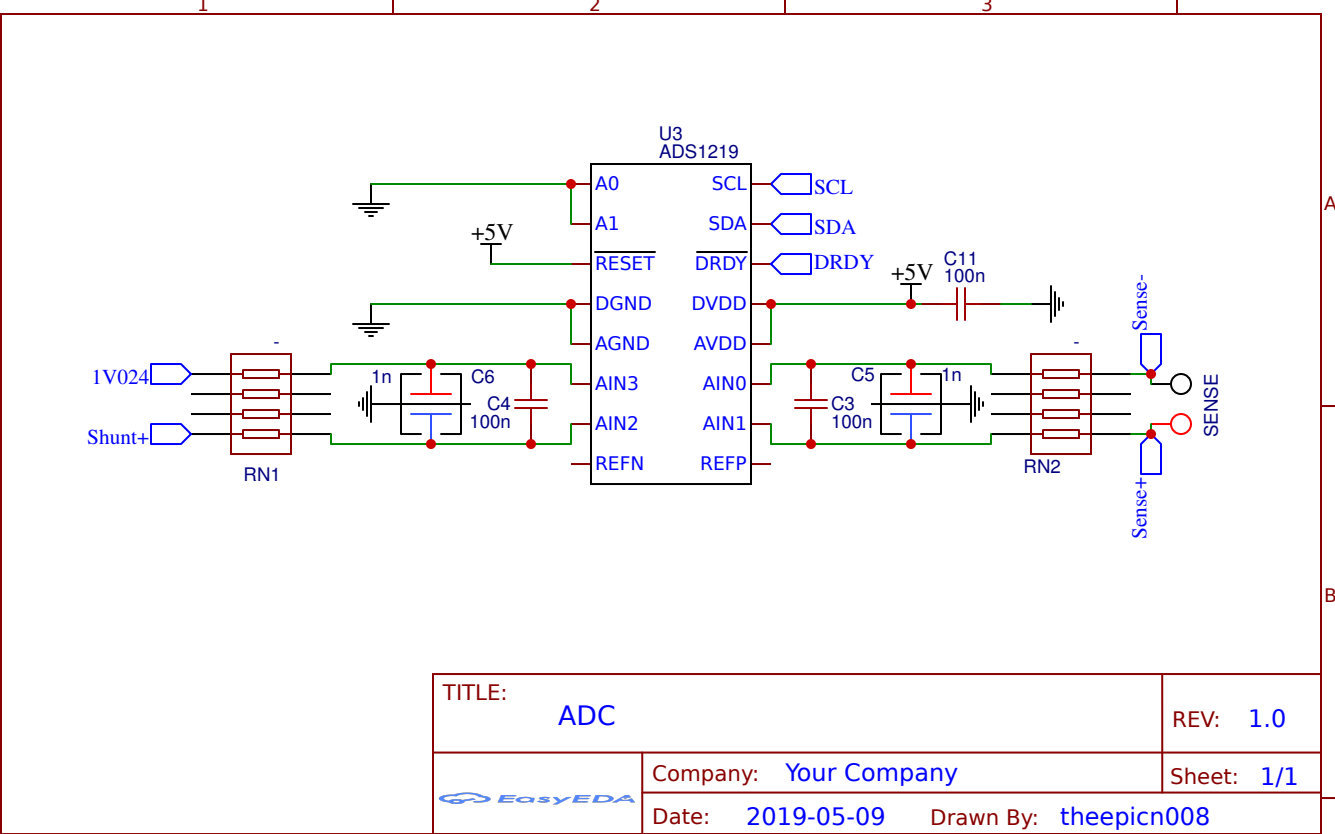 1
2
3
U3
ADS1219
A0
SCL
SCL
A
A1
SDA
SDA
+5V
RESET
DRDY
DRDY
C11
100n
+5V
DGND
DVDD
Sense-
AGND
AVDD
-
-
1V024
1n
C6
AIN3
AIN0
C5
1n
C4
100n
C3
100n
SENSE
Shunt+
AIN2
AIN1
REFN
REFP
RN1
RN2
Sense+
B
TITLE:
ADC
REV: 1.0
EasyEDA
Company: Your Company
Sheet: 1/1
Date: 2019-05-09
Drawn By: theepicn008